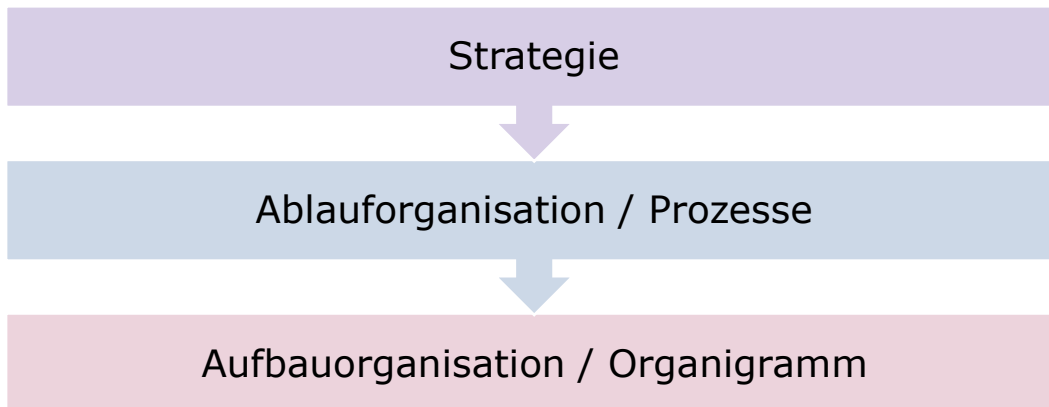 Strategie
Ablauforganisation / Prozesse
Aufbauorganisation / Organigramm